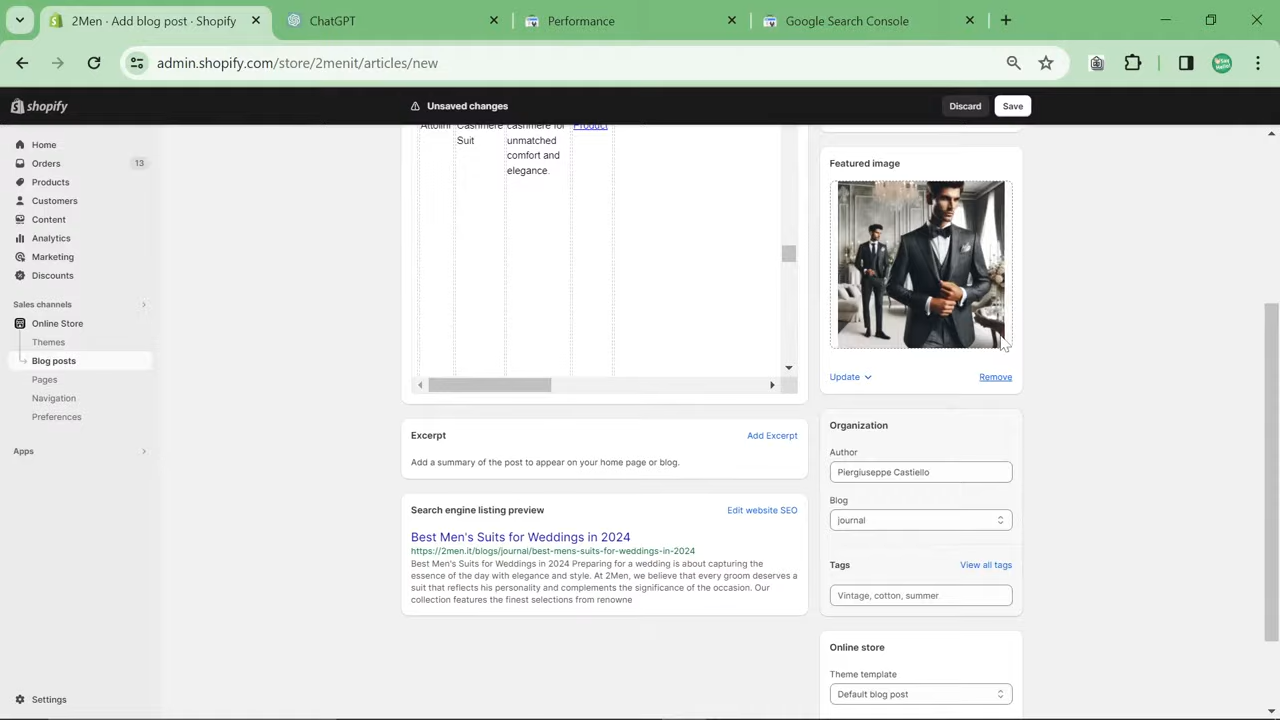 2Men - Add blog post · Shopify
ChatGPT
Performance
Google Search Console
admin.shopify.com/store/2menit/articles/new
shopify
Unsaved changes
Discard
Save
Home
Orders
13
Products
Customers
Content
Analytics
Marketing
Discounts
Sales channels
Online Store
Themes
Blog posts
Pages
Navigation
Preferences
Apps
Settings
Attolini
Cashmere
Suit
cashmere for
unmatched
comfort and
elegance.
Product
Excerpt
Add Excerpt
Add a summary of the post to appear on your home page or blog.
Search engine listing preview
Edit website SEO
Best Men's Suits for Weddings in 2024
https://2men.it/blogs/journal/best-mens-suits-for-weddings-in-2024
Best Men's Suits for Weddings in 2024 Preparing for a wedding is about capturing the
essence of the day with elegance and style. At 2Men, we believe that every groom deserves a
suit that reflects his personality and complements the significance of the occasion. Our
collection features the finest selections from renowne
Featured image
Update
Remove
Organization
Author
Piergiuseppe Castiello
Blog
journal
Tags
View all tags
Vintage, cotton, summer
Online store
Theme template
Default blog post